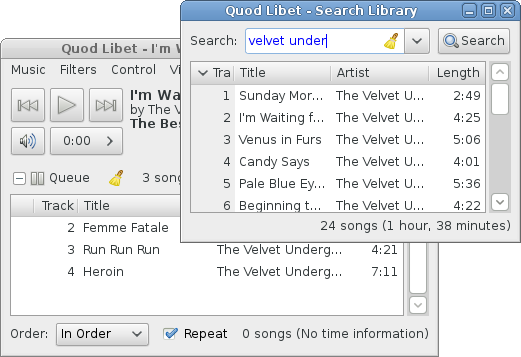 Quod Libet - Search Library
Search: velvet under Search
Tra Title Artist Length
1 Sunday Mor... The Velvet U... 2:49
2 I'm Waiting f... The Velvet U... 4:25
3 Venus in Furs The Velvet U... 5:06
4 Candy Says The Velvet U... 4:01
5 Pale Blue Ey... The Velvet U... 5:36
6 Beginning t... The Velvet U... 4:22
24 songs (1 hour, 38 minutes)
Quod Libet - I'm W
Music Filters Control Vi
I'm Wa
by The V
The Bes
0:00
Queue 3 song
Track Title
2 Femme Fatale
3 Run Run Run The Velvet Underg... 4:21
4 Heroin The Velvet Underg... 7:11
Order: In Order Repeat 0 songs (No time information)